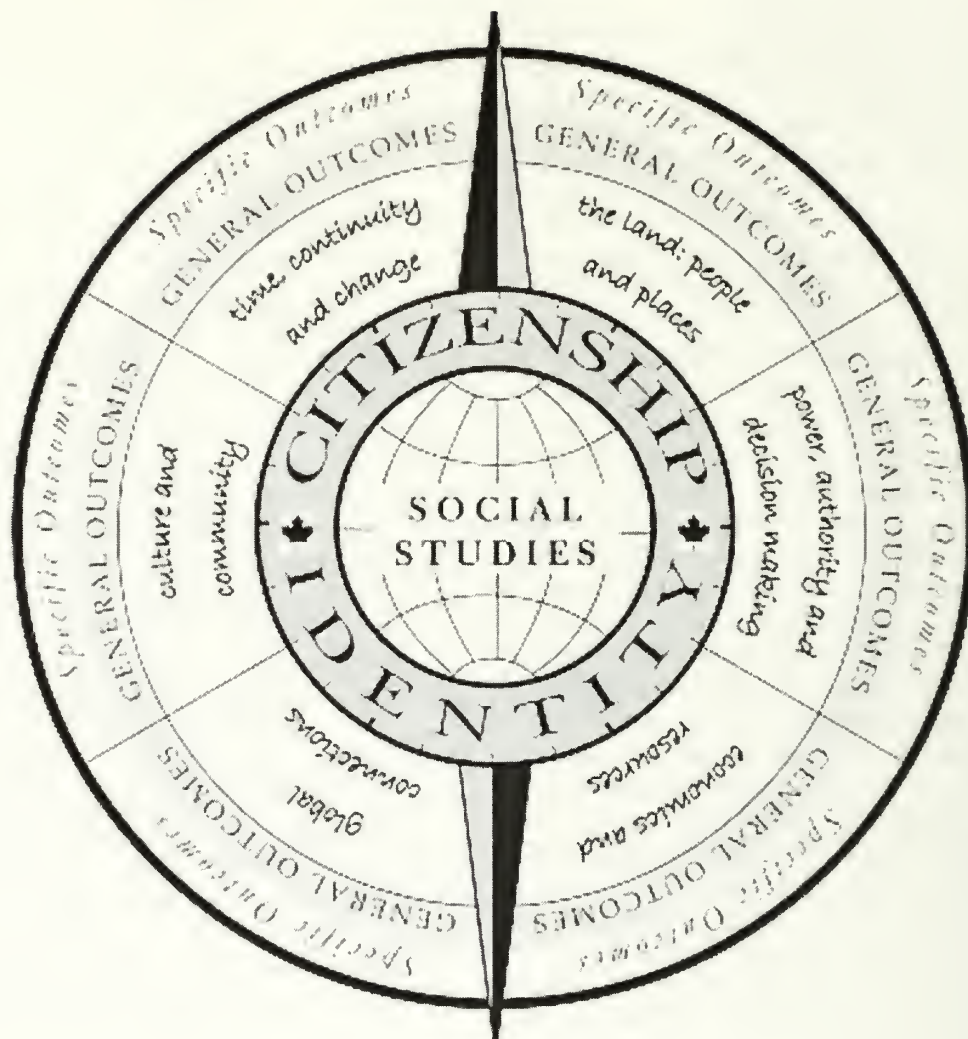 SOCIAL
STUDIES
CITIZENSHIP
IDENTITY
time, continuity
and change
GENERAL OUTCOMES
Specific Outcomes
the land: people
and places
GENERAL OUTCOMES
Specific Outcomes
power, authority and
decision making
GENERAL OUTCOMES
Specific Outcomes
economics and
resources
GENERAL OUTCOMES
Specific Outcomes
global
connections
GENERAL OUTCOMES
Specific Outcomes
culture and
community
GENERAL OUTCOMES
Specific Outcomes